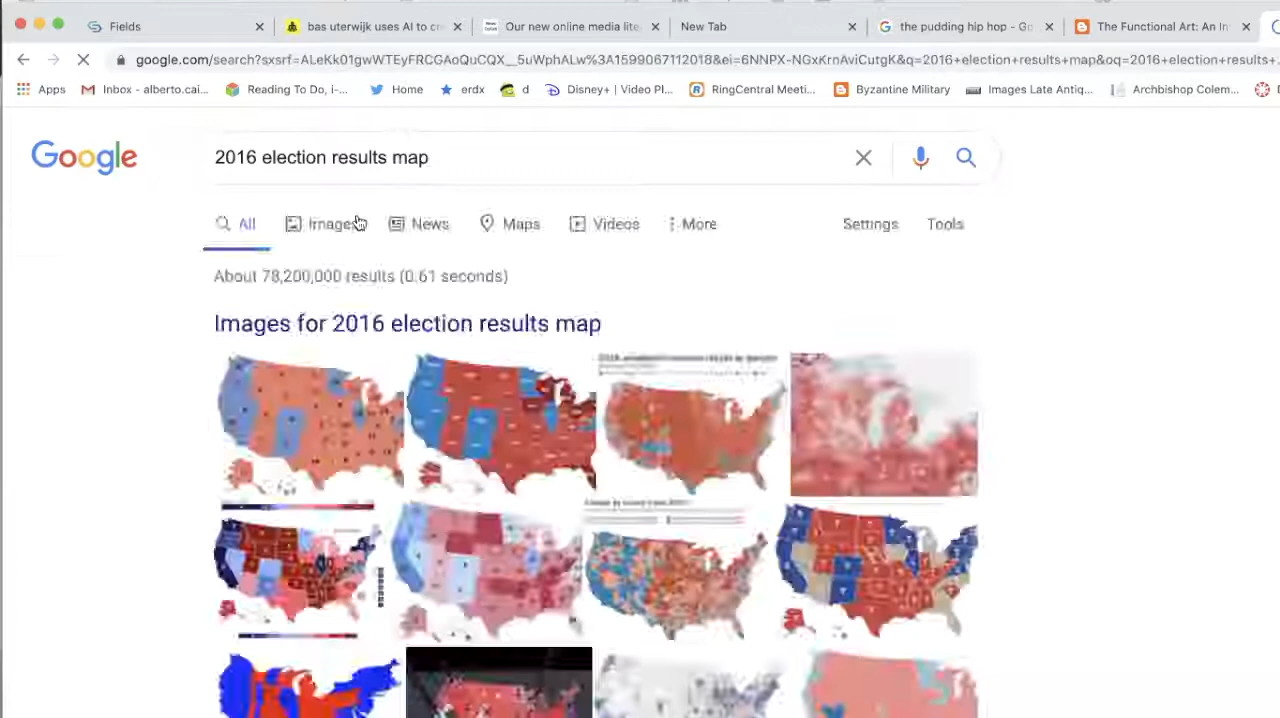 Fields
bas uterwijk uses AI to cr
Our new online media lite
New Tab
the pudding hip hop - Go
The Functional Art: An In
google.com/search?sxsrf=ALeKk01gwWTEyFRCGAoQuCQX__5uWphALw%3A1599067112018&ei=6NNPX-NGxKrnAviCutgK&q=2016+election+results+map&oq=2016+election+results+
Apps
Inbox - alberto.cai...
Reading To Do, i-...
Home
erdx
d
Disney+ | Video Pl...
RingCentral Meeti...
Byzantine Military
Images Late Antiq...
Archbishop Colem...
Google
2016 election results map
All
Images
News
Maps
Videos
More
Settings
Tools
About 78,200,000 results (0.61 seconds)
Images for 2016 election results map